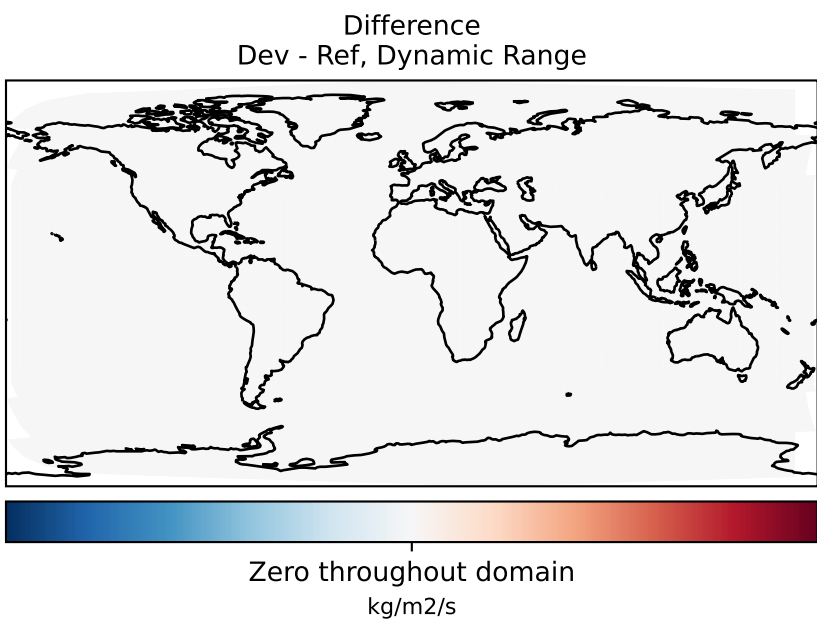 Difference
Dev - Ref, Dynamic Range
Zero throughout domain
kg/m2/s